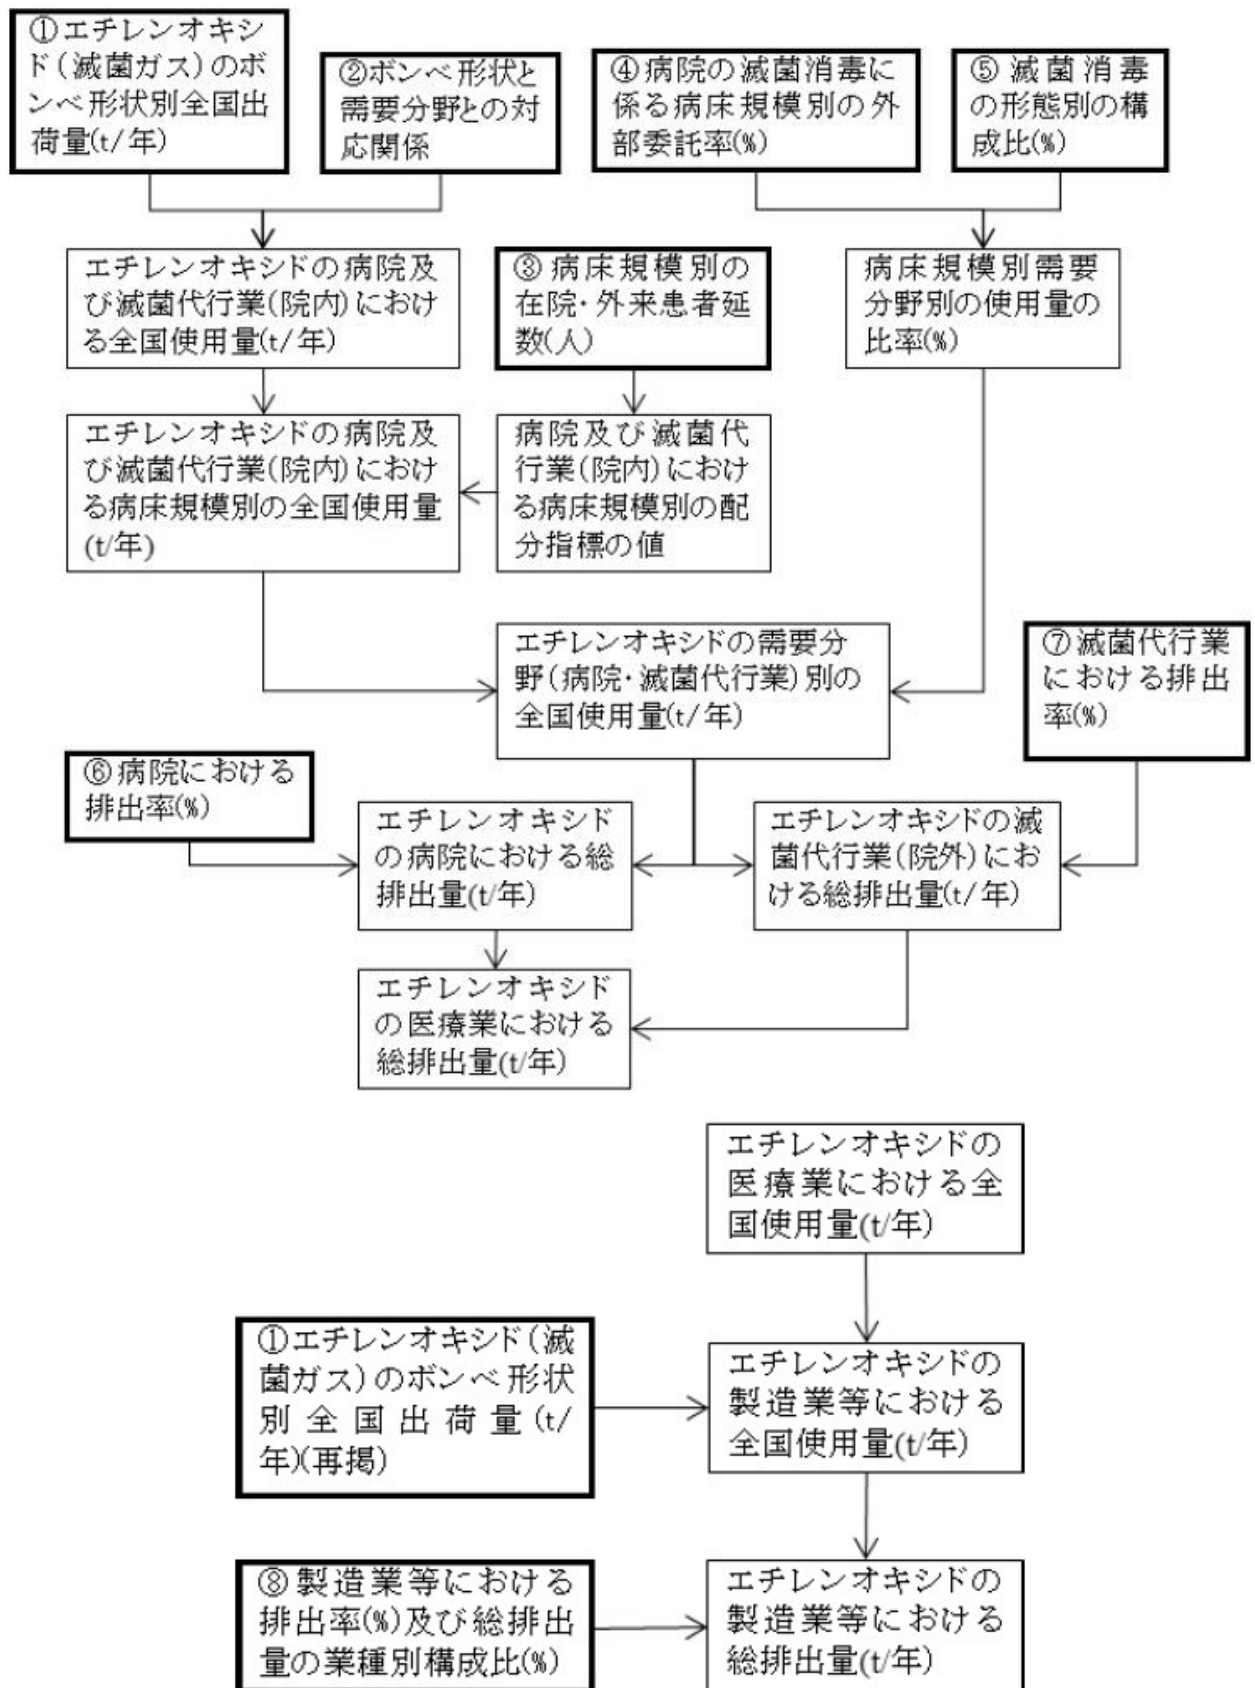 ①エチレンオキシ
ド(滅菌ガス)のボ
ンベ形状別全国出
荷量(t/年)
②ボンベ形状と
需要分野との対
応関係
④病院の滅菌消毒に
係る病床規模別の外
部委託率(%)
⑤滅菌消毒
の形態別の構
成比(%)
エチレンオキシドの病院及
び滅菌代行業(院内)におけ
る全国使用量(t/年)
③病床規模別の
在院・外来患者延
数(人)
病床規模別需要
分野別の使用量の
比率(%)
エチレンオキシドの病院及
び滅菌代行業(院内)におけ
る病床規模別の全国使用量
(t/年)
病院及び滅菌代
行業(院内)におけ
る病床規模別の配
分指標の値
エチレンオキシドの需要分
野(病院・滅菌代行業)別の
全国使用量(t/年)
⑦滅菌代行業
における排出
率(%)
⑥病院における
排出率(%)
エチレンオキシド
の病院における総
排出量(t/年)
エチレンオキシドの滅
菌代行業(院外)にお
ける総排出量(t/年)
エチレンオキシド
の医療業における
総排出量(t/年)
エチレンオキシドの
医療業における全
国使用量(t/年)
①エチレンオキシド(滅
菌ガス)のボンベ形状
別全国出荷量(t/
年)(再掲)
エチレンオキシドの
製造業等における
全国使用量(t/年)
⑧製造業等における
排出率(%)及び総排出
量の業種別構成比(%)
エチレンオキシドの
製造業等における
総排出量(t/年)